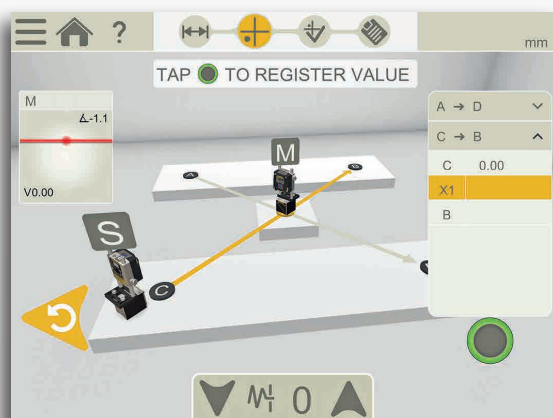 ?
mm
TAP TO REGISTER VALUE
M
∡-1.1
V0.00
A → D
C → B
C 0.00
X1
B
M
A
B
S
C
0